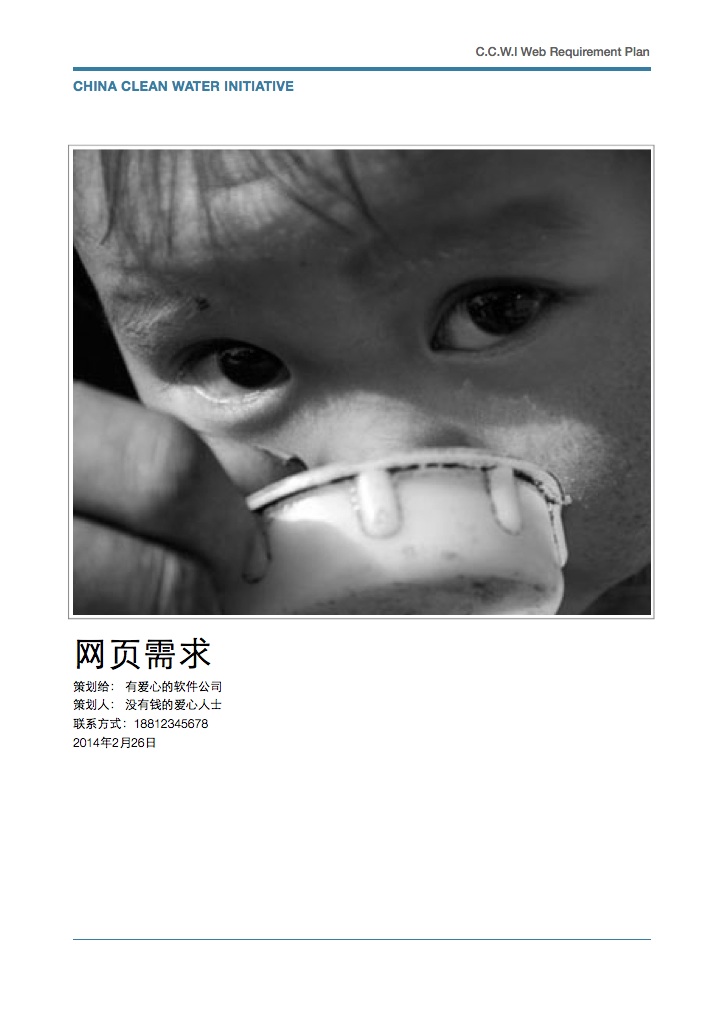 C.C.W.I Web Requirement Plan
CHINA CLEAN WATER INITIATIVE
网页需求
策划给： 有爱心的软件公司
策划人： 没有钱的爱心人士
联系方式：18812345678
2014年2月26日